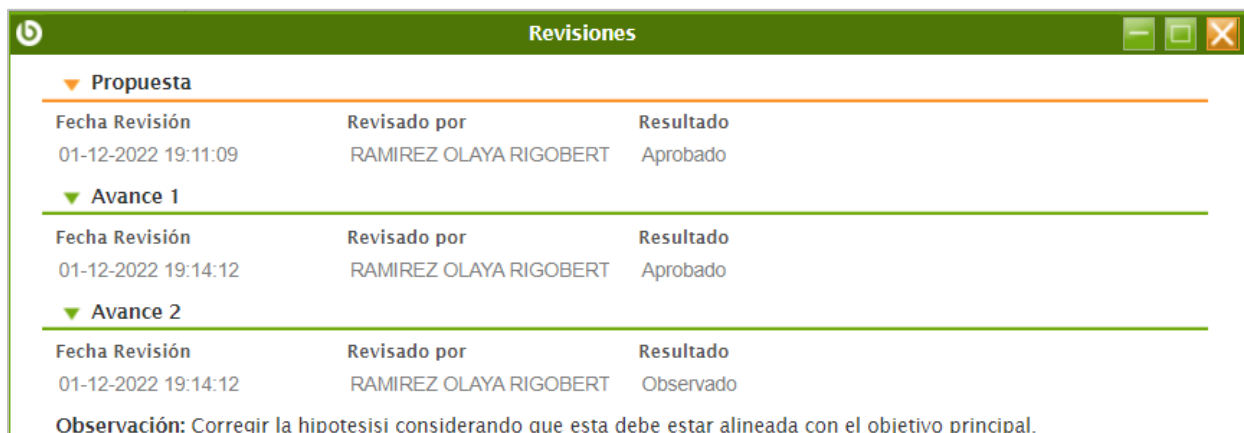 Revisiones
Propuesta
Fecha Revisión Revisado por Resultado
01-12-2022 19:11:09 RAMIREZ OLAYA RIGOBERT Aprobado
Avance 1
Fecha Revisión Revisado por Resultado
01-12-2022 19:14:12 RAMIREZ OLAYA RIGOBERT Aprobado
Avance 2
Fecha Revisión Revisado por Resultado
01-12-2022 19:14:12 RAMIREZ OLAYA RIGOBERT Observado
Observación: Corregir la hipotesisi considerando que esta debe estar alineada con el objetivo principal.